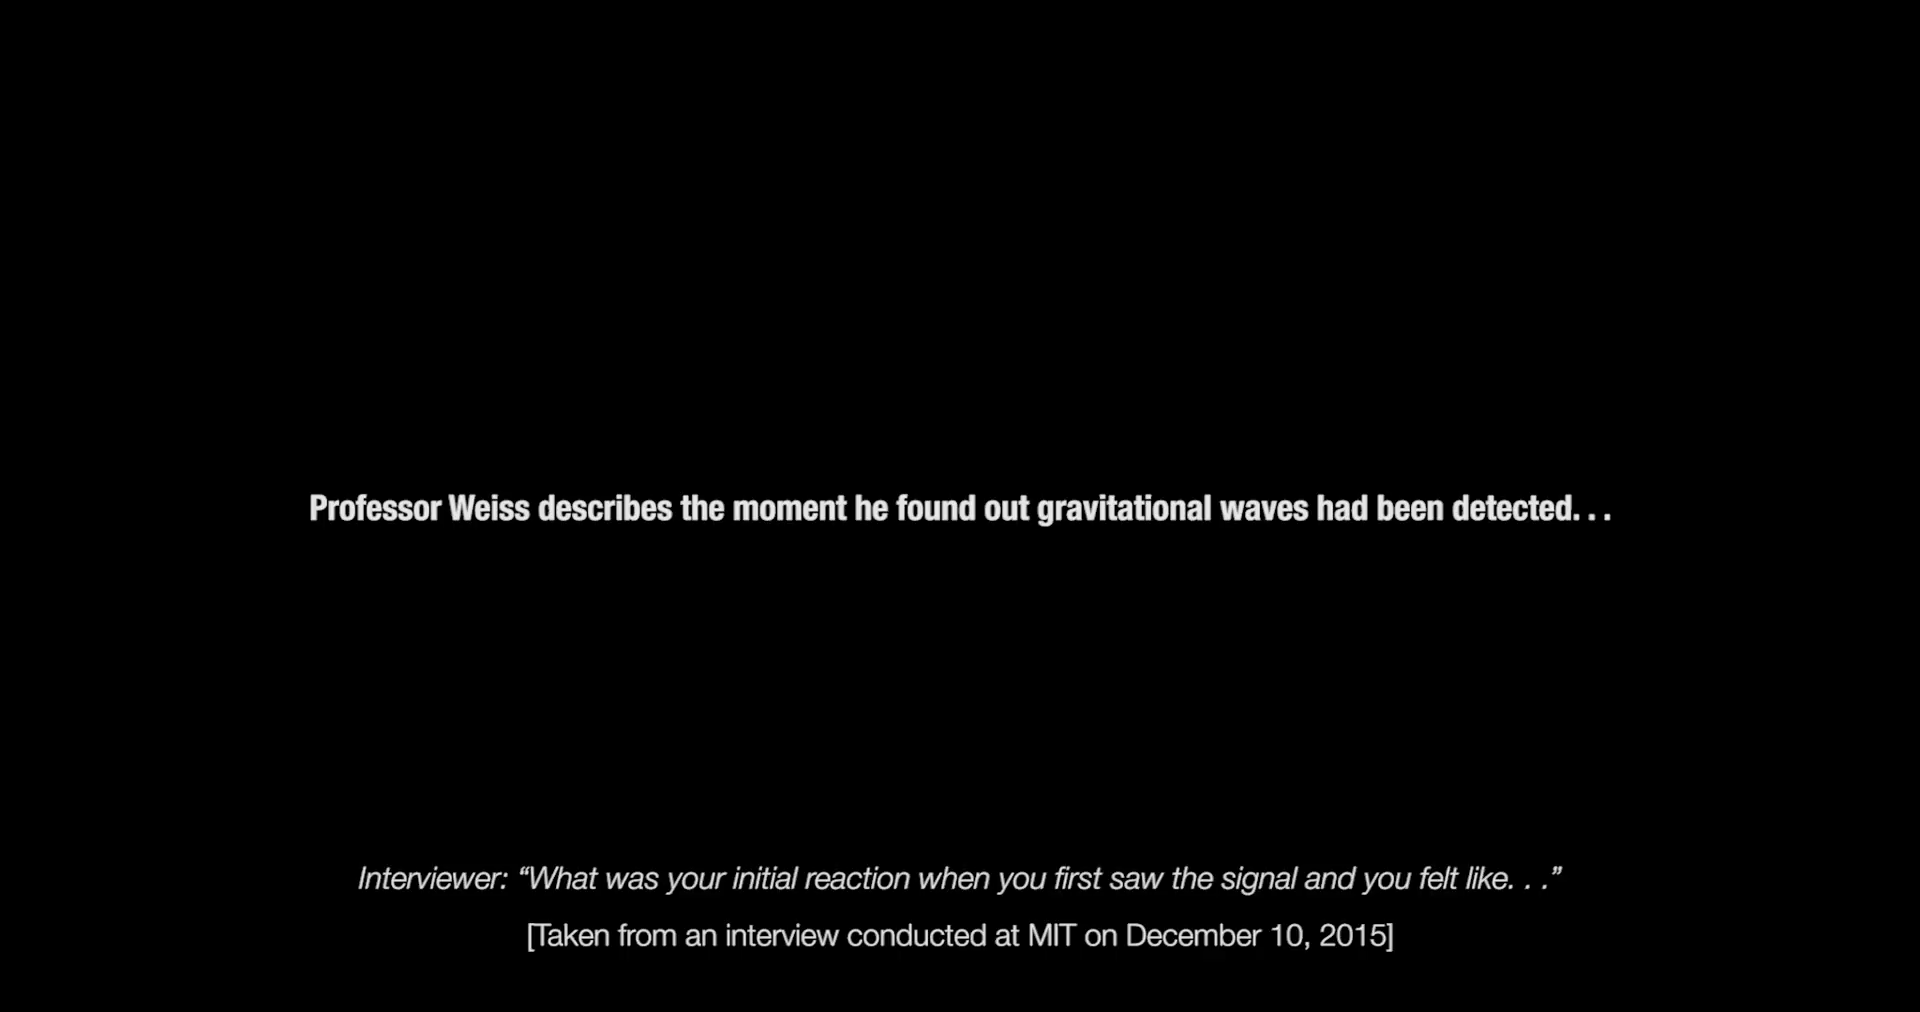 Professor Weiss describes the moment he found out gravitational waves had been detected. . .
Interviewer: “What was your initial reaction when you first saw the signal and you felt like. . .”
[Taken from an interview conducted at MIT on December 10, 2015]